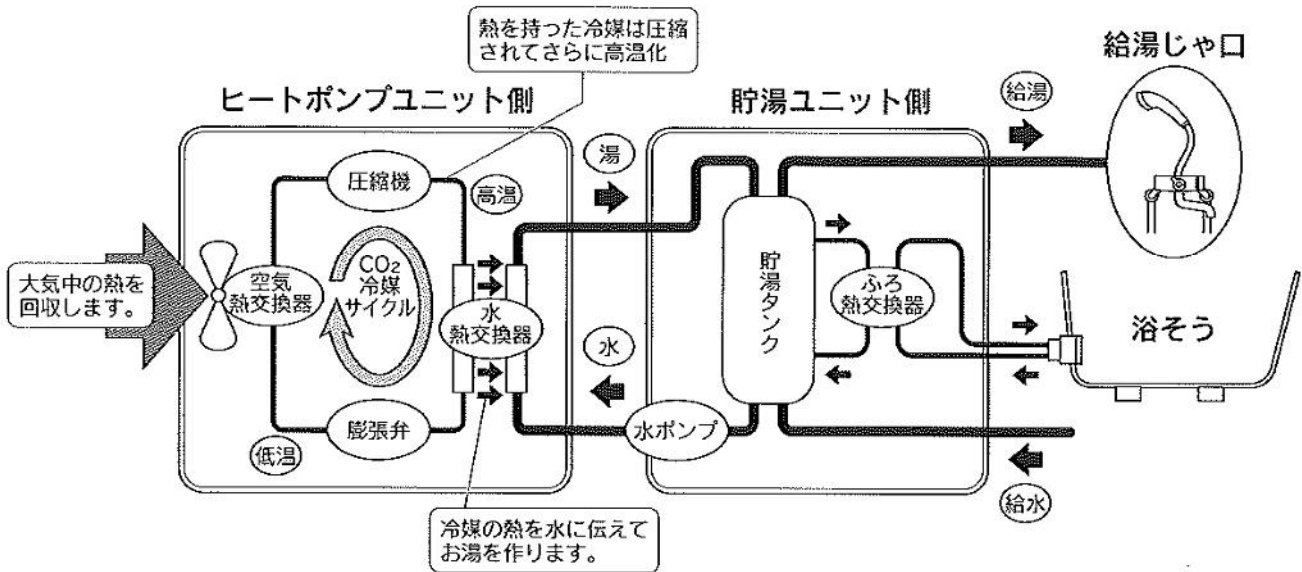 熱を持った冷媒は圧縮
されてさらに高温化
給湯じゃ口
ヒートポンプユニット側
貯湯ユニット側
給湯
湯
圧縮機
高温
大気中の熱を
回収します。
空気
熱交換器
CO₂
冷媒
サイクル
水
熱交換器
貯湯タンク
ふろ
熱交換器
浴そう
水
膨張弁
水ポンプ
低温
給水
冷媒の熱を水に伝えて
お湯を作ります。